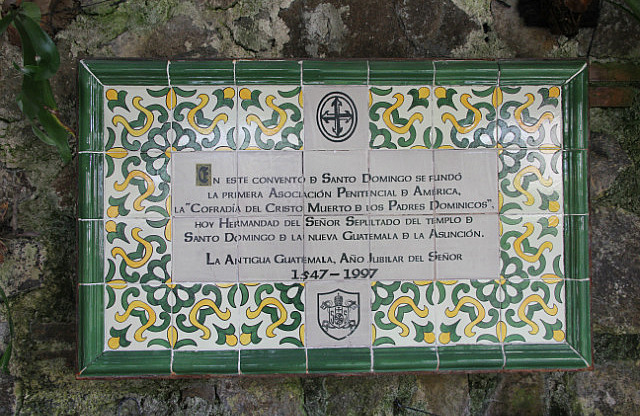 En este convento D Santo Domingo se fundó
la primera Asociación Penitencial D America,
la "Cofradía del Cristo Muerto D los Padres Dominicos",
hoy Hermandad del Señor Sepultado del templo D
Santo Domingo D la nueva Guatemala D la Asunción.
La Antigua Guatemala, Año Jubilar del Señor
1547-1997